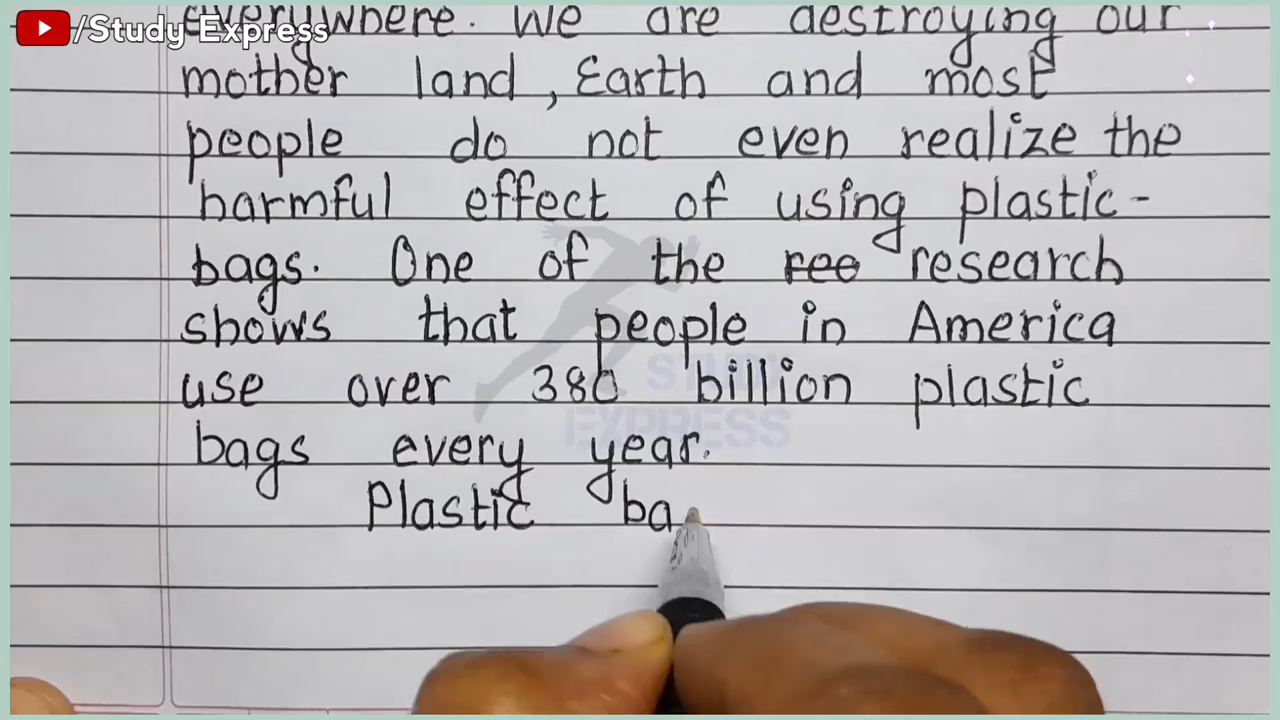 /Study Express
everywhere. We are destroying our
mother land, Earth and most
people do not even realize the
harmful effect of using plastic-
bags. One of the ree research
shows that people in America
use over 380 billion plastic
bags every year.
Plastic ba
STUDY
EXPRESS